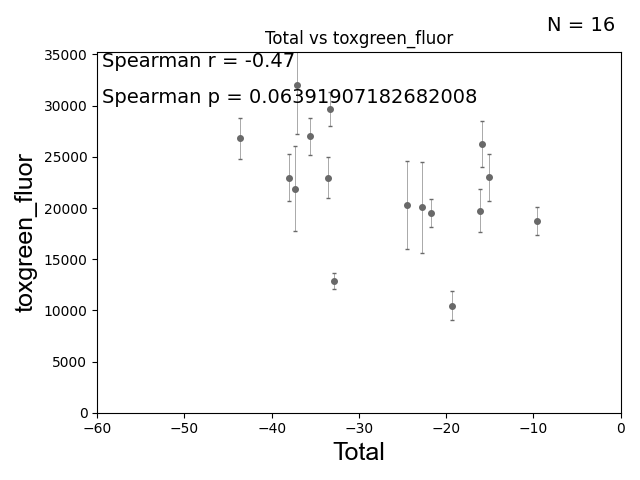 N = 16
Total vs toxgreen_fluor
Spearman r = -0.47
Spearman p = 0.06391907182682008
toxgreen_fluor
35000
30000
25000
20000
15000
10000
5000
0
−60 −50 −40 −30 −20 −10 0
Total